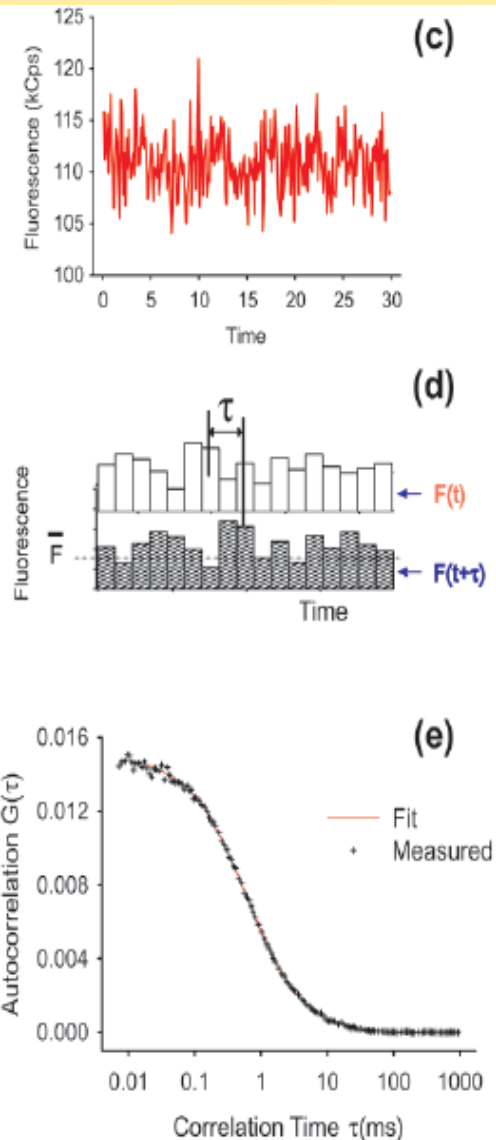 (c)
Fluorescence (kCps)
125
120
115
110
105
100
0 5 10 15 20 25 30
Time
(d)
τ
Fluorescence
F̅
F(t)
F(t+τ)
Time
(e)
Autocorrelation G(τ)
0.016
0.012
0.008
0.004
0.000
Fit
Measured
0.01 0.1 1 10 100 1000
Correlation Time τ(ms)